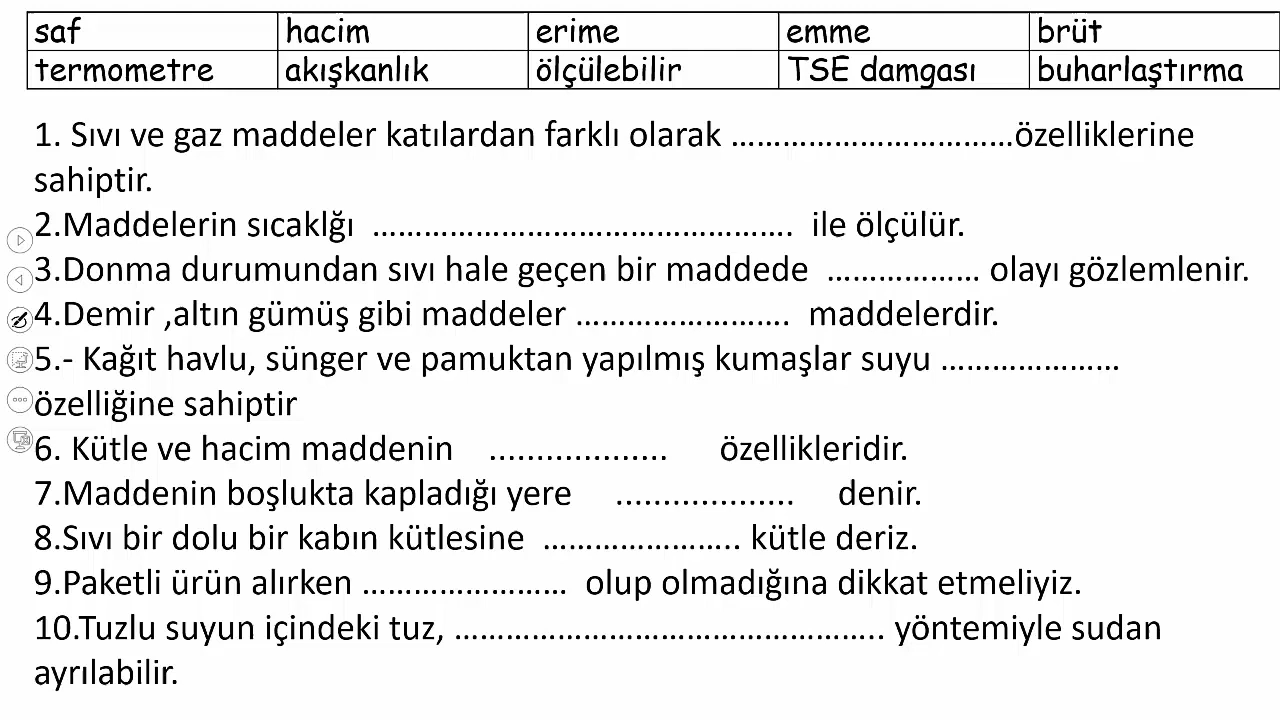 saf hacim erime emme brüt
termometre akışkanlık ölçülebilir TSE damgası buharlaştırma
1. Sıvı ve gaz maddeler katılardan farklı olarak ……………………………özelliklerine
sahiptir.
2.Maddelerin sıcaklğı …………………………………………. ile ölçülür.
3.Donma durumundan sıvı hale geçen bir maddede ……………… olayı gözlemlenir.
4.Demir ,altın gümüş gibi maddeler ……………………. maddelerdir.
5.- Kağıt havlu, sünger ve pamuktan yapılmış kumaşlar suyu …………………
özelliğine sahiptir
6. Kütle ve hacim maddenin ................... özellikleridir.
7.Maddenin boşlukta kapladığı yere ................... denir.
8.Sıvı bir dolu bir kabın kütlesine ………………….. kütle deriz.
9.Paketli ürün alırken …………………… olup olmadığına dikkat etmeliyiz.
10.Tuzlu suyun içindeki tuz, ………………………………………….. yöntemiyle sudan
ayrılabilir.